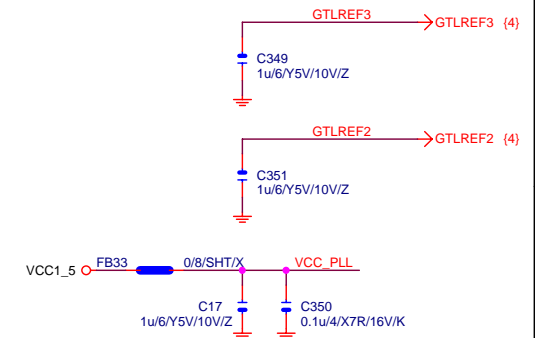 GTLREF3
GTLREF3 {4}
C349
1u/6/Y5V/10V/Z
GTLREF2
GTLREF2 {4}
C351
1u/6/Y5V/10V/Z
VCC1_5 FB33 0/8/SHT/X VCC_PLL
C17 C350
1u/6/Y5V/10V/Z 0.1u/4/X7R/16V/K